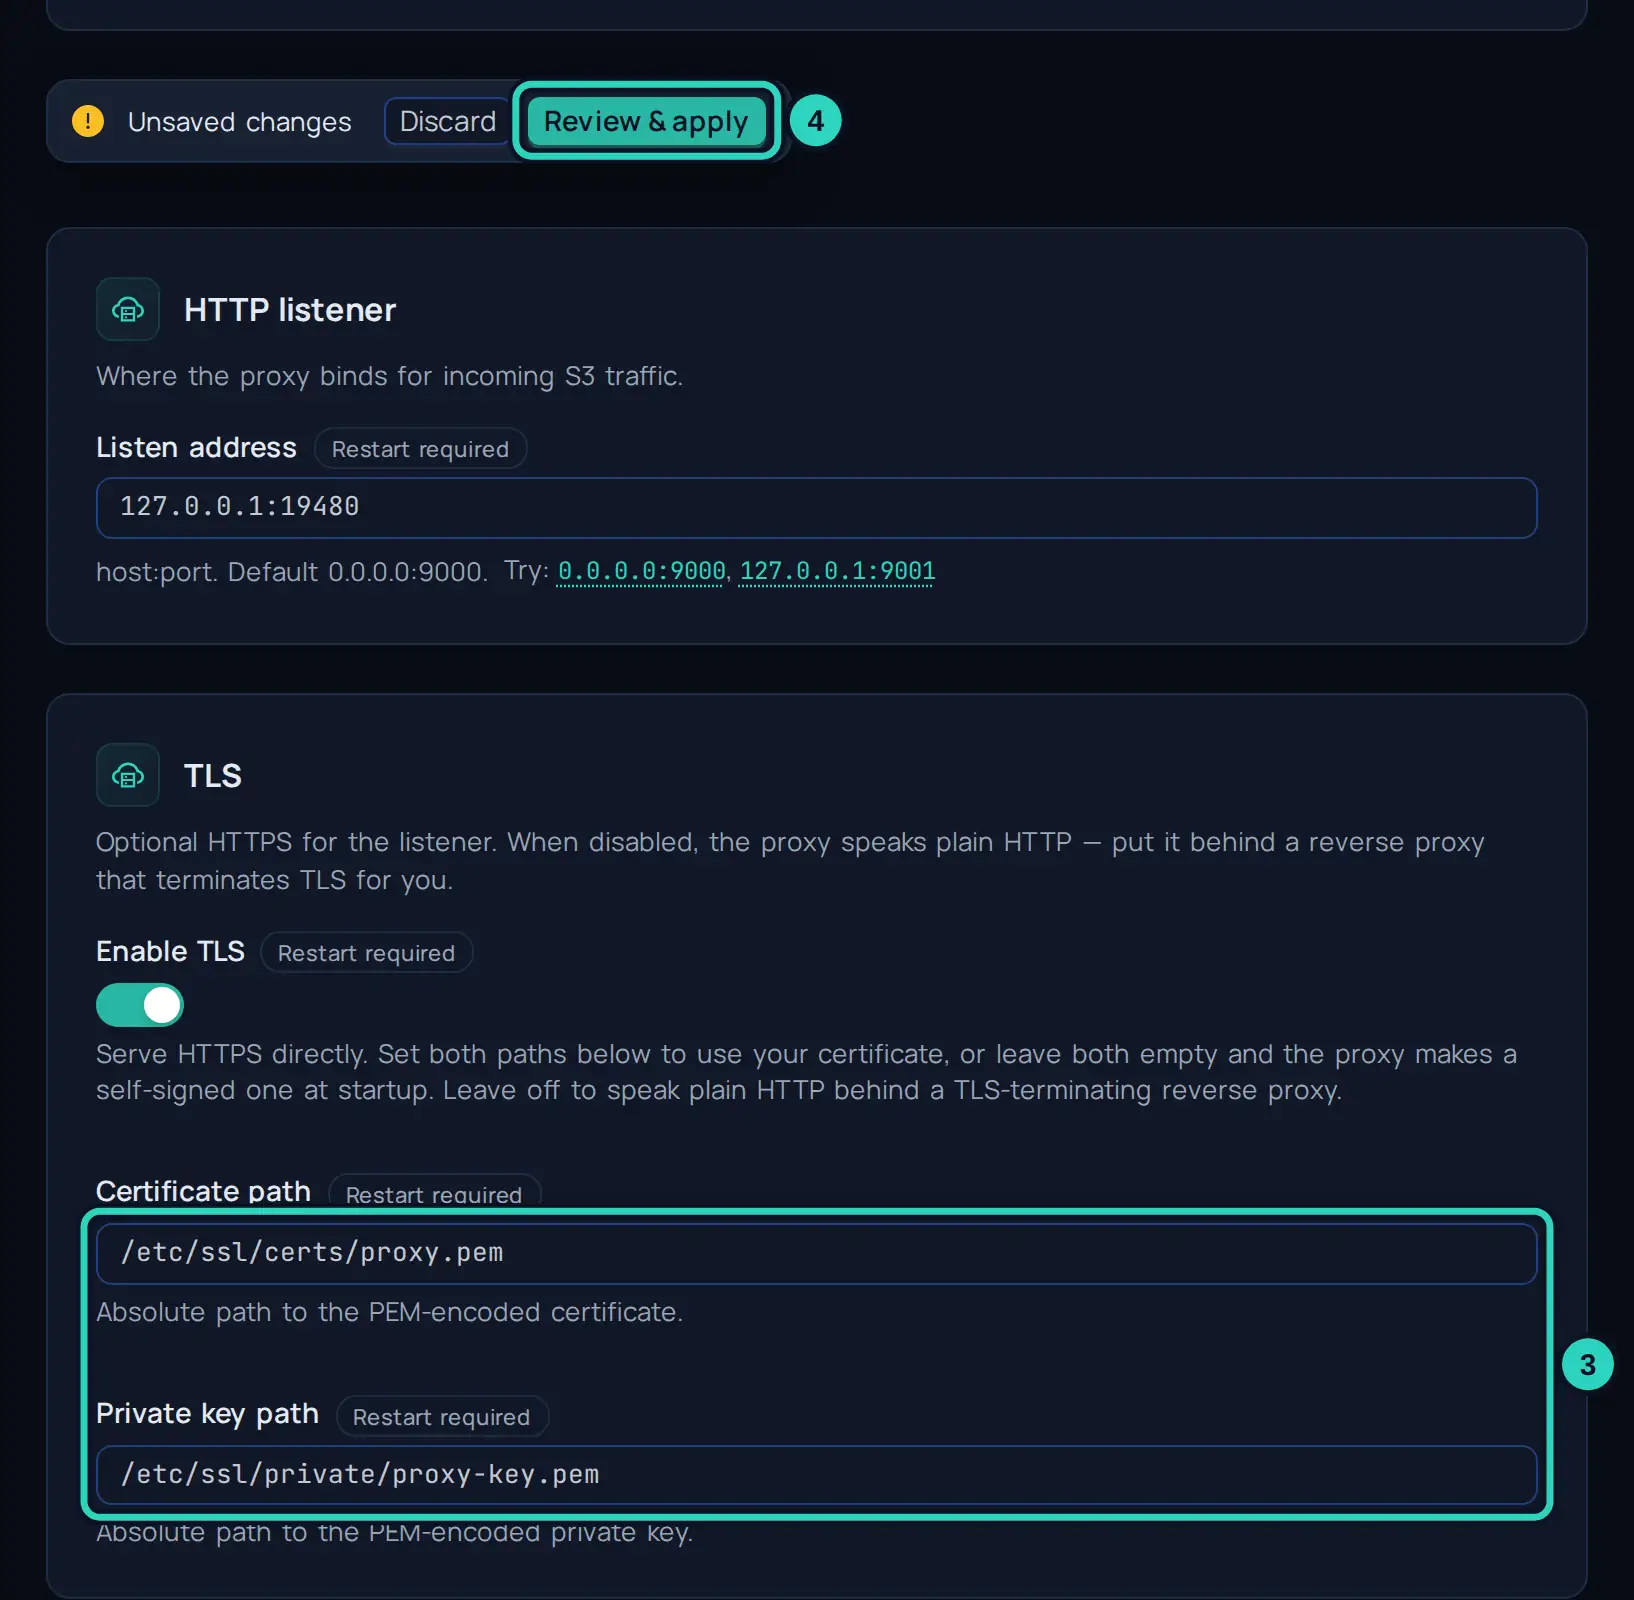 ! Unsaved changes Discard Review & apply 4
HTTP listener
Where the proxy binds for incoming S3 traffic.
Listen address Restart required
127.0.0.1:19480
host:port. Default 0.0.0.0:9000. Try: 0.0.0.0:9000, 127.0.0.1:9001
TLS
Optional HTTPS for the listener. When disabled, the proxy speaks plain HTTP — put it behind a reverse proxy
that terminates TLS for you.
Enable TLS Restart required
Serve HTTPS directly. Set both paths below to use your certificate, or leave both empty and the proxy makes a
self-signed one at startup. Leave off to speak plain HTTP behind a TLS-terminating reverse proxy.
Certificate path Restart required
/etc/ssl/certs/proxy.pem
Absolute path to the PEM-encoded certificate.
3
Private key path Restart required
/etc/ssl/private/proxy-key.pem
Absolute path to the PEM-encoded private key.